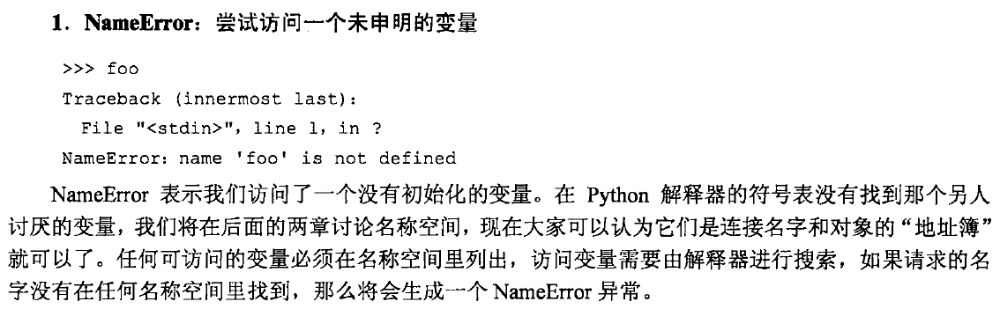 1. NameError：尝试访问一个未申明的变量
>>> foo
Traceback (innermost last):
File "<stdin>", line 1, in ?
NameError: name 'foo' is not defined
NameError 表示我们访问了一个没有初始化的变量。在 Python 解释器的符号表没有找到那个另人
讨厌的变量，我们将在后面的两章讨论名称空间，现在大家可以认为它们是连接名字和对象的“地址簿”
就可以了。任何可访问的变量必须在名称空间里列出，访问变量需要由解释器进行搜索，如果请求的名
字没有在任何名称空间里找到，那么将会生成一个 NameError 异常。